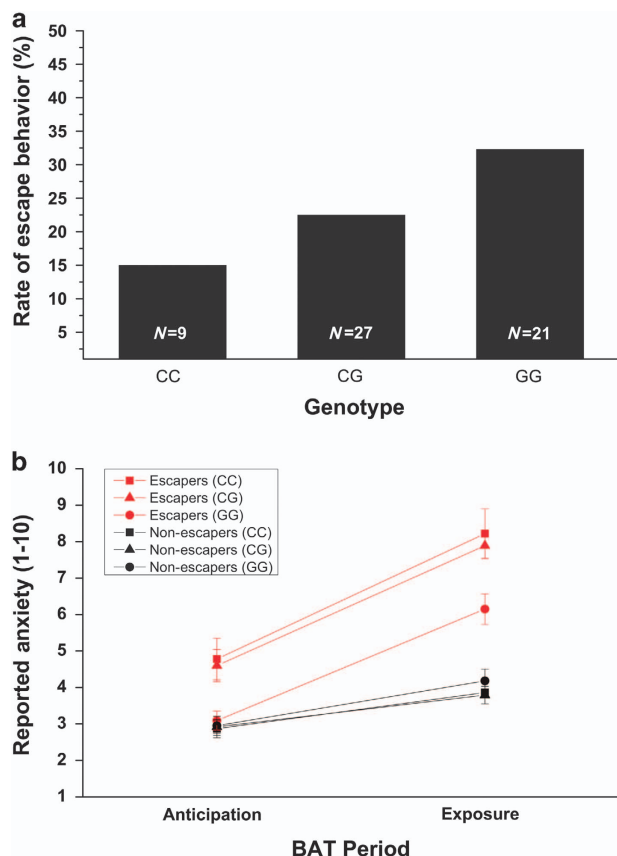 a
Rate of escape behavior (%)
50
45
40
35
30
25
20
15
10
5
N=9
N=27
N=21
CC
CG
GG
Genotype
b
Reported anxiety (1-10)
10
9
8
7
6
5
4
3
2
1
Escapers (CC)
Escapers (CG)
Escapers (GG)
Non-escapers (CC)
Non-escapers (CG)
Non-escapers (GG)
Anticipation
Exposure
BAT Period